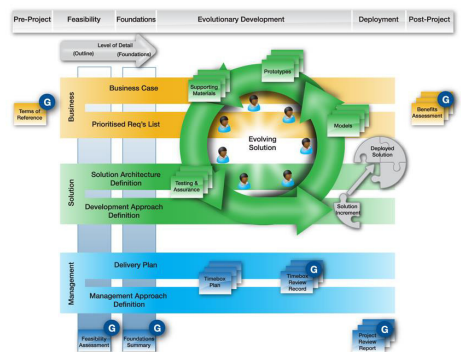 Pre-Project Feasibility Foundations Evolutionary Development Deployment Post-Project
Level of Detail
(Outline) (Foundations)
Business
Business Case
Prioritised Req's List
Terms of
Reference
G
Prototypes
Supporting
Materials
Models
Evolving
Solution
Testing &
Assurance
Benefits
Assessment
G
Deployed
Solution
Solution
Increment
Solution
Solution Architecture
Definition
Development Approach
Definition
Management
Delivery Plan
Management Approach
Definition
Timebox
Plan
Timebox
Review
Record
G
Feasibility
Assessment
G
Foundations
Summary
G
Project
Review
Report
G